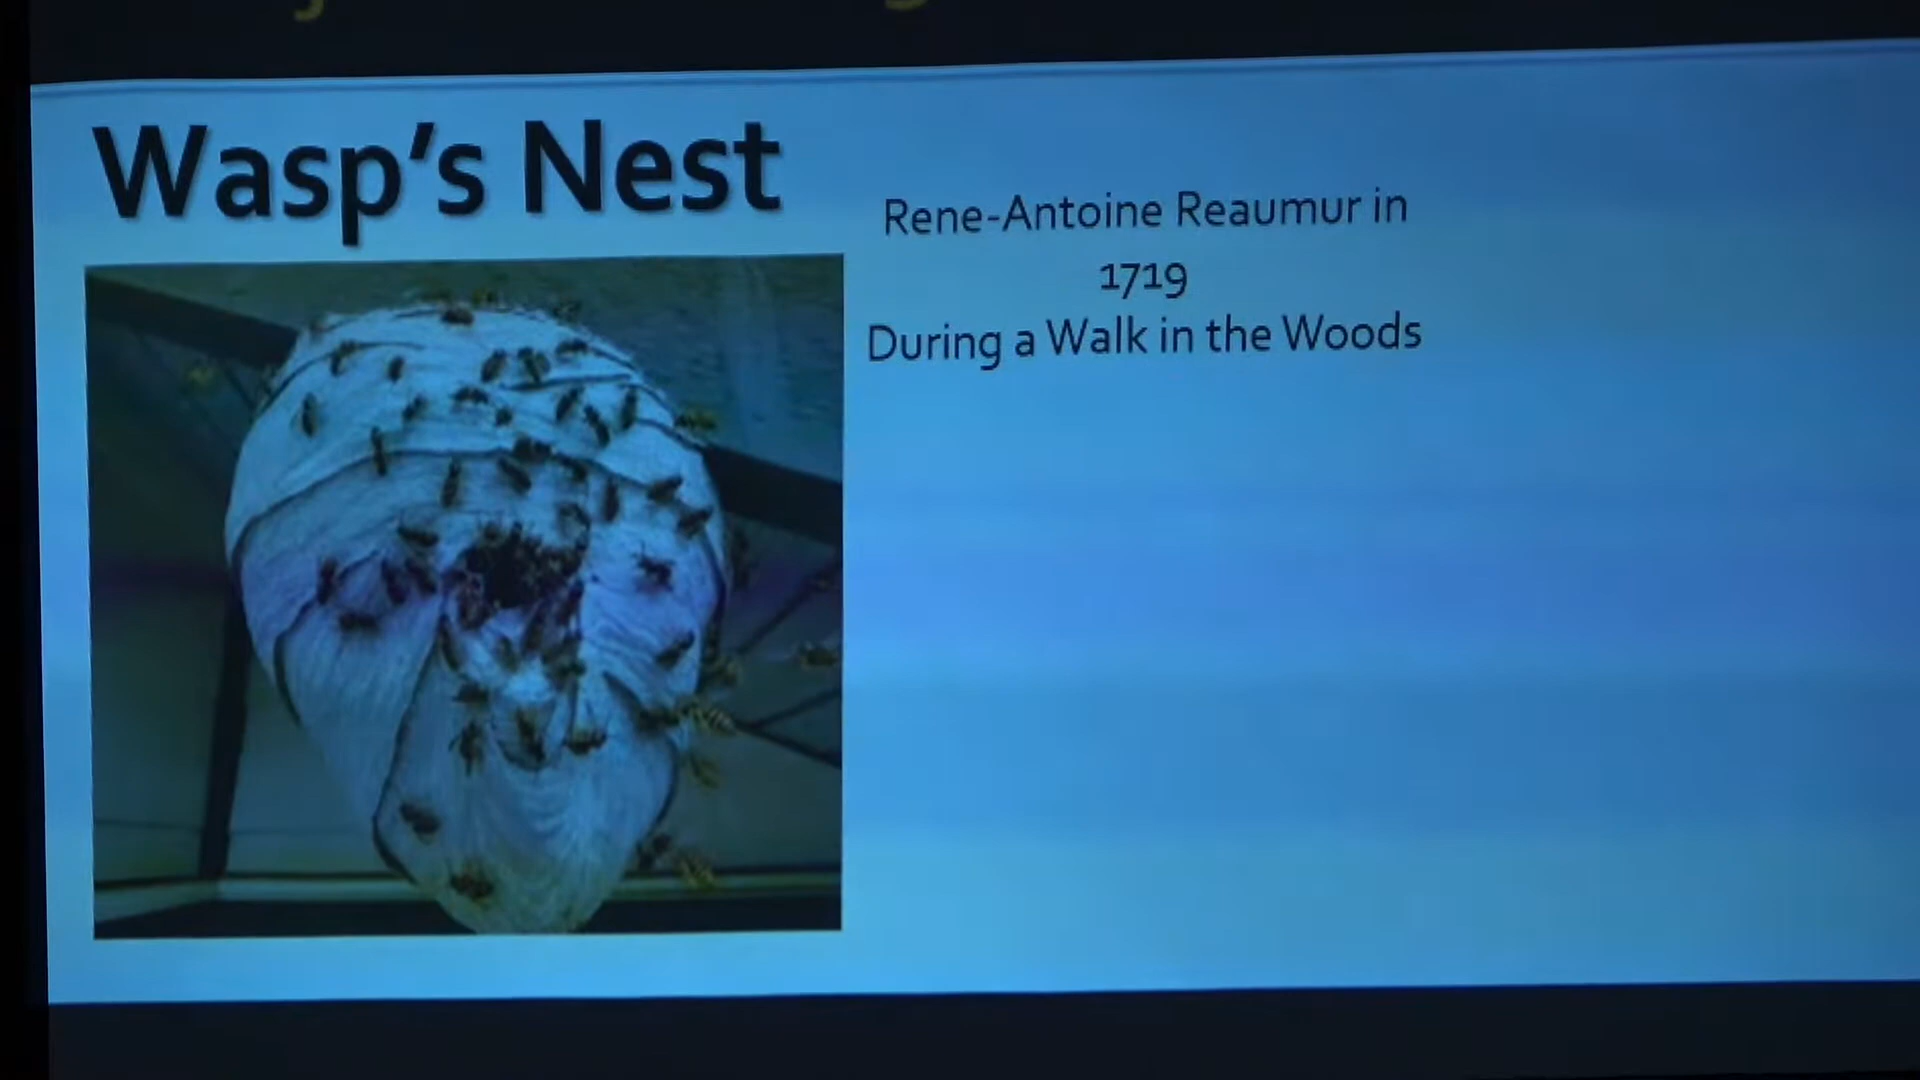 Wasp's Nest
Rene-Antoine Reaumur in
1719
During a Walk in the Woods